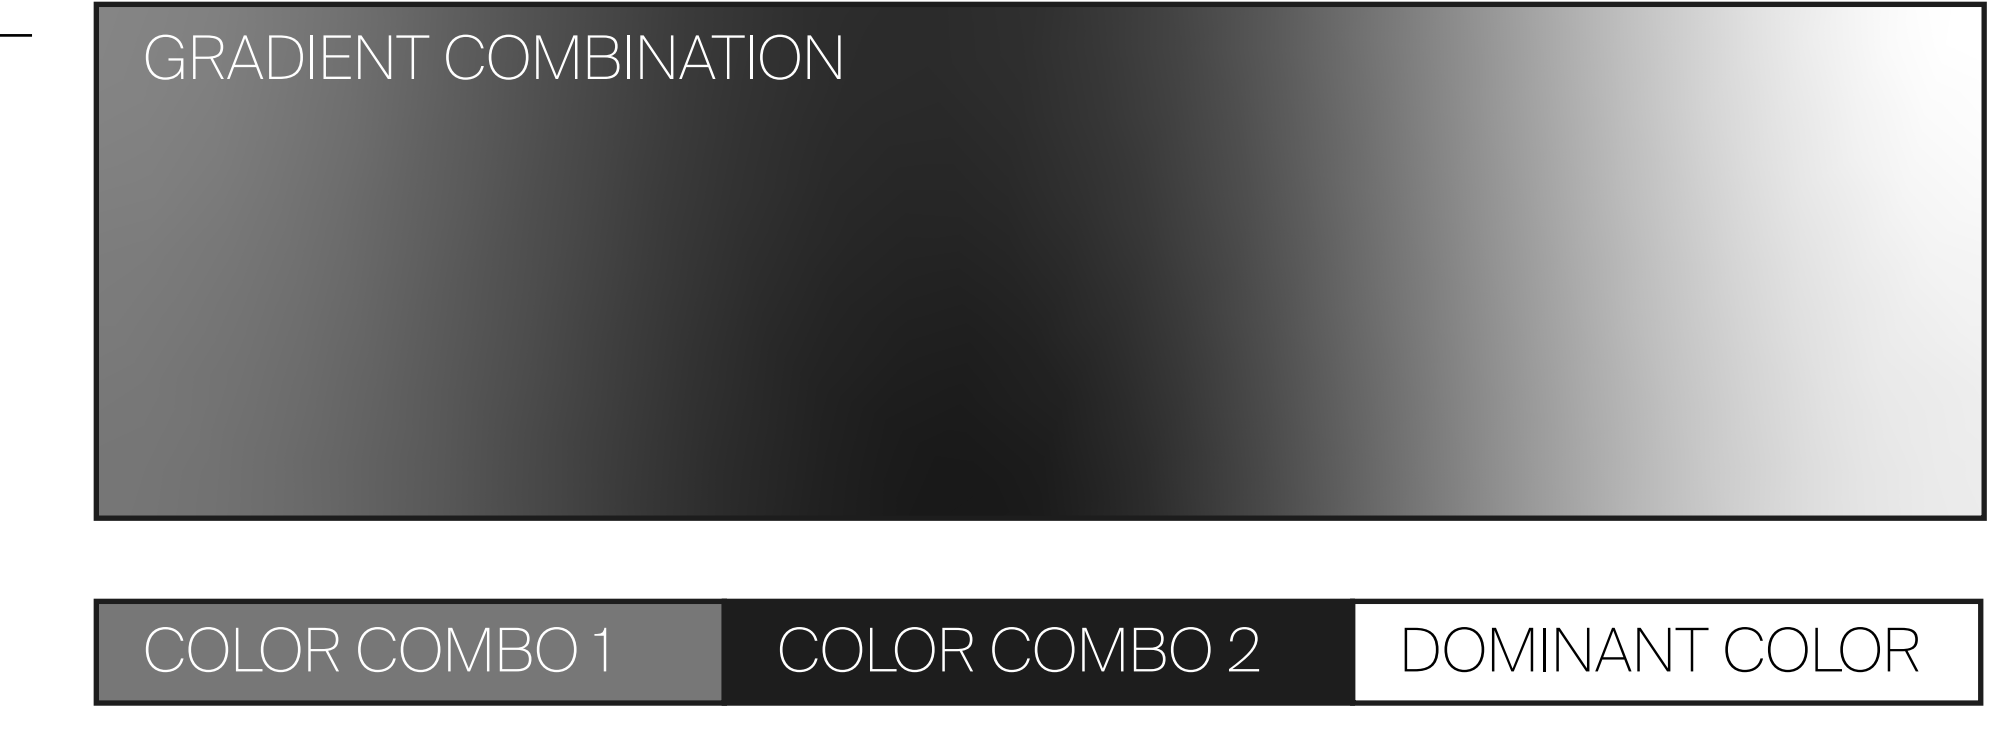 GRADIENT COMBINATION
COLOR COMBO 1
COLOR COMBO 2
DOMINANT COLOR